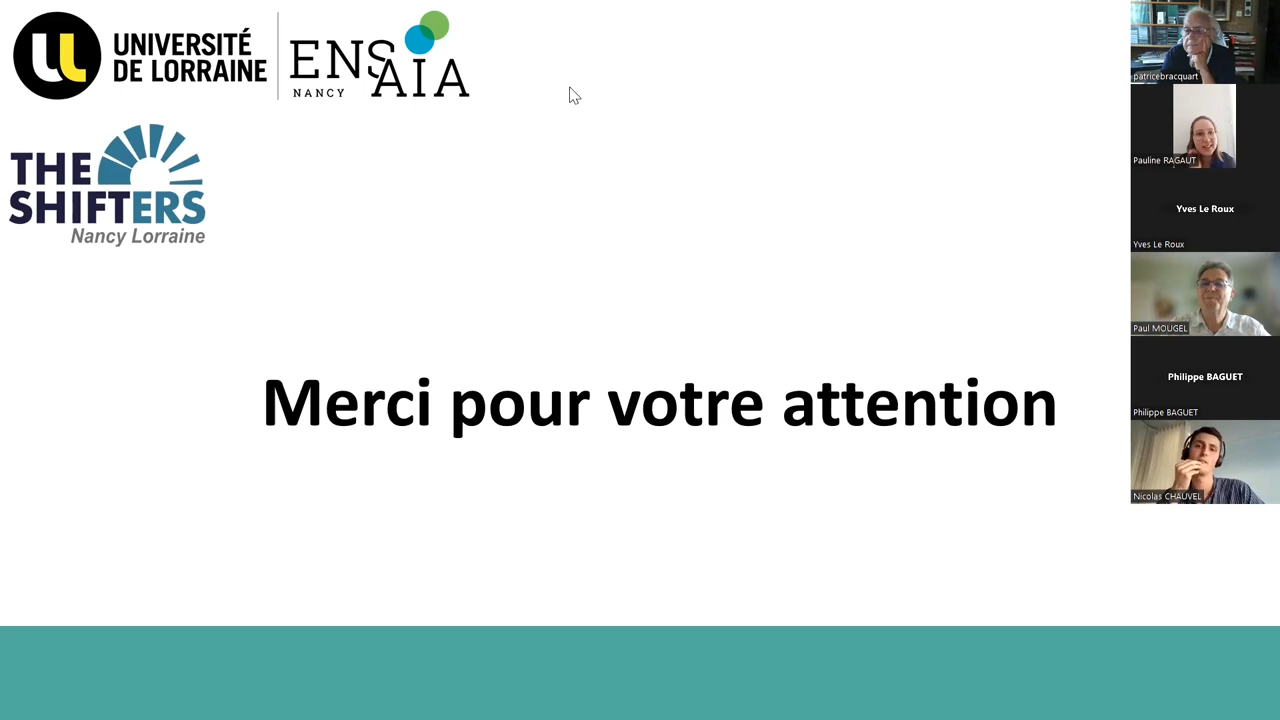 UNIVERSITÉ
DE LORRAINE
ENSAIA
NANCY
THE
SHIFTERS
Nancy Lorraine
Merci pour votre attention
patricebracquart
Pauline RAGAUT
Yves Le Roux
Yves Le Roux
Paul MOUGEL
Philippe BAGUET
Philippe BAGUET
Nicolas CHAUVEL